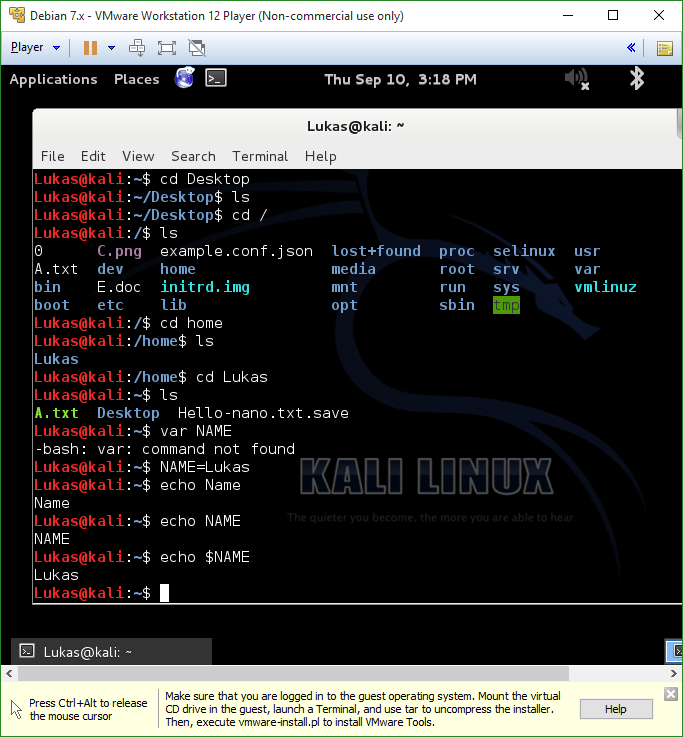 Debian 7.x - VMware Workstation 12 Player (Non-commercial use only)
Player
Applications Places Thu Sep 10, 3:18 PM
Lukas@kali: ~
File Edit View Search Terminal Help
Lukas@kali:~$ cd Desktop
Lukas@kali:~/Desktop$ ls
Lukas@kali:~/Desktop$ cd /
Lukas@kali:/$ ls
0 C.png example.conf.json lost+found proc selinux usr
A.txt dev home media root srv var
bin E.doc initrd.img mnt run sys vmlinuz
boot etc lib opt sbin tmp
Lukas@kali:/$ cd home
Lukas@kali:/home$ ls
Lukas
Lukas@kali:/home$ cd Lukas
Lukas@kali:~$ ls
A.txt Desktop Hello-nano.txt.save
Lukas@kali:~$ var NAME
-bash: var: command not found
Lukas@kali:~$ NAME=Lukas
Lukas@kali:~$ echo Name
Name
Lukas@kali:~$ echo NAME
NAME
Lukas@kali:~$ echo $NAME
Lukas
Lukas@kali:~$
KALI LINUX
The quieter you become, the more you are able to hear.
Lukas@kali: ~
Press Ctrl+Alt to release
the mouse cursor
Make sure that you are logged in to the guest operating system. Mount the virtual
CD drive in the guest, launch a Terminal, and use tar to uncompress the installer.
Then, execute vmware-install.pl to install VMware Tools.
Help